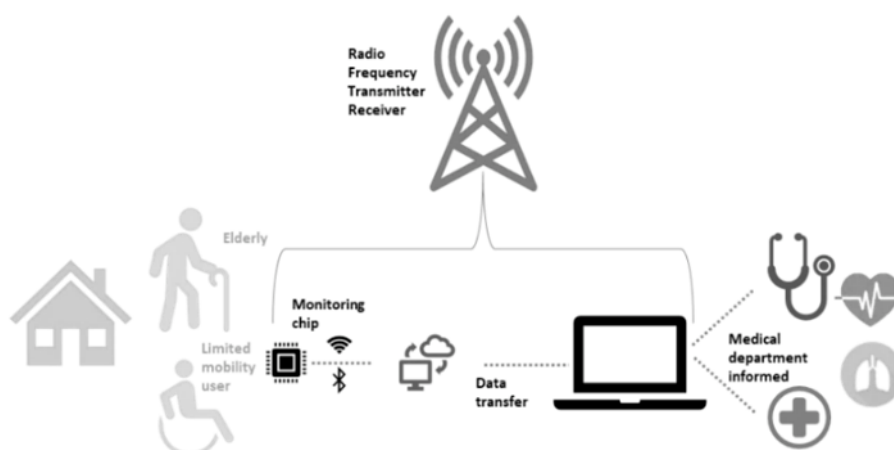 Radio
Frequency
Transmitter
Receiver
Elderly
Monitoring
chip
Limited
mobility
user
Data
transfer
Medical
department
informed